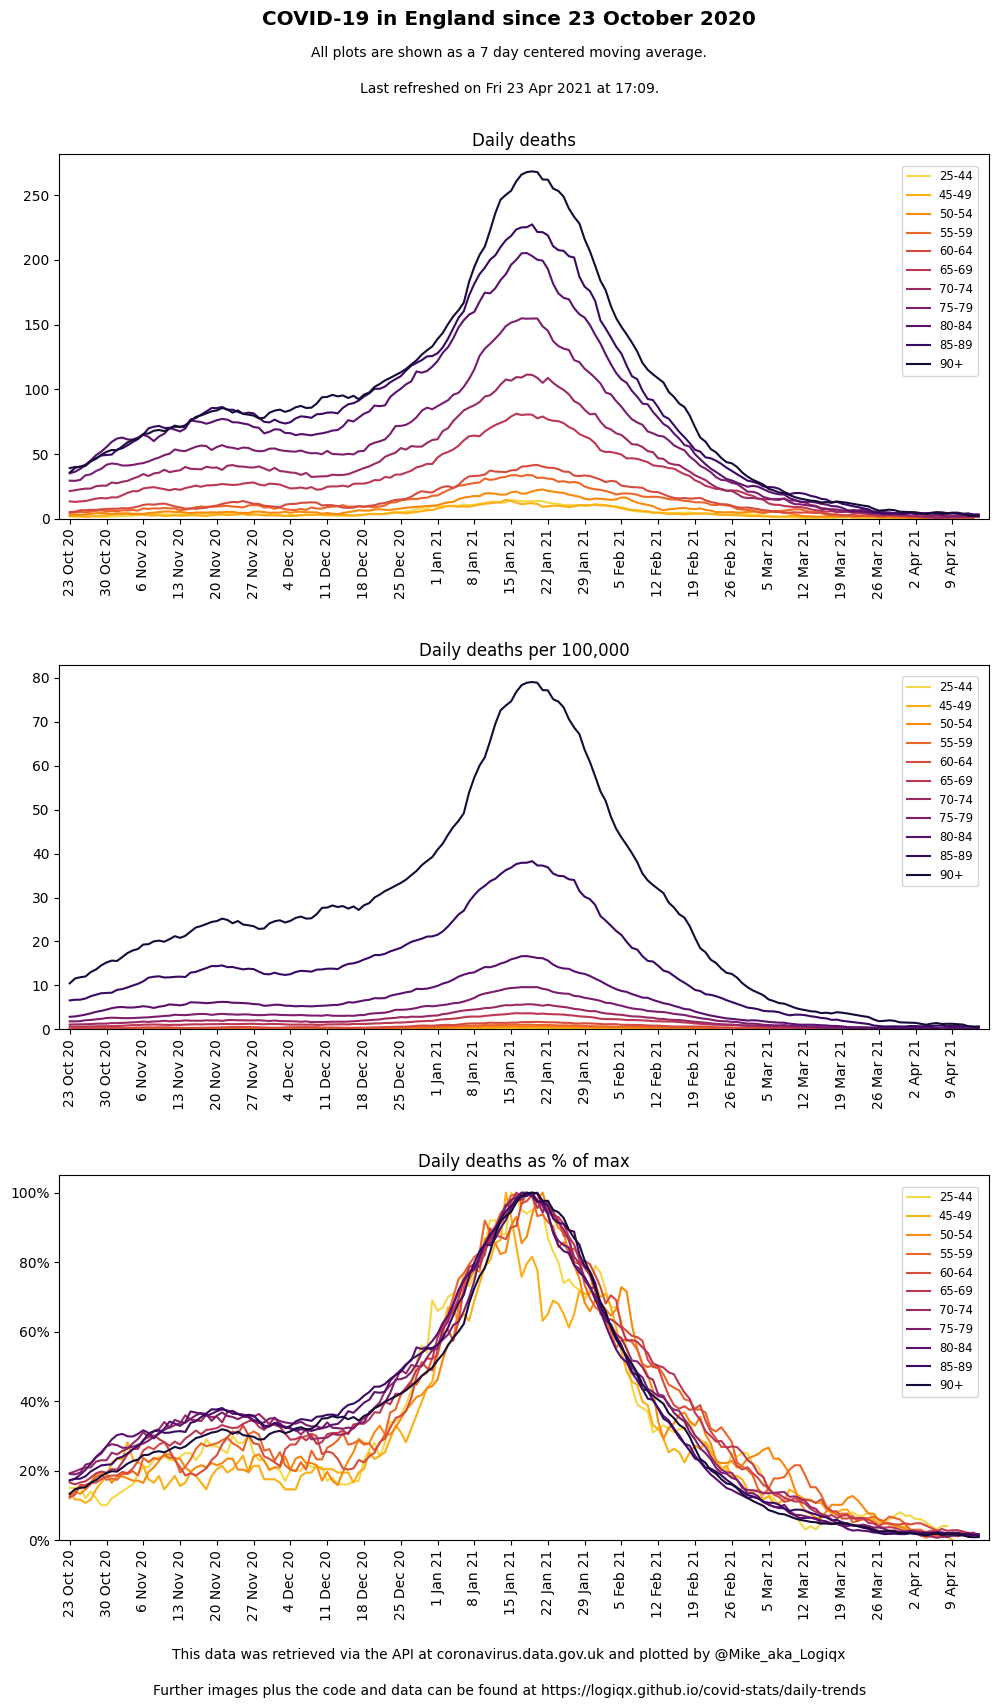 COVID-19 in England since 23 October 2020
All plots are shown as a 7 day centered moving average.
Last refreshed on Fri 23 Apr 2021 at 17:09.
Daily deaths
250
200
150
100
50
0
25-44
45-49
50-54
55-59
60-64
65-69
70-74
75-79
80-84
85-89
90+
23 Oct 20
30 Oct 20
6 Nov 20
13 Nov 20
20 Nov 20
27 Nov 20
4 Dec 20
11 Dec 20
18 Dec 20
25 Dec 20
1 Jan 21
8 Jan 21
15 Jan 21
22 Jan 21
29 Jan 21
5 Feb 21
12 Feb 21
19 Feb 21
26 Feb 21
5 Mar 21
12 Mar 21
19 Mar 21
26 Mar 21
2 Apr 21
9 Apr 21
Daily deaths per 100,000
80
70
60
50
40
30
20
10
0
25-44
45-49
50-54
55-59
60-64
65-69
70-74
75-79
80-84
85-89
90+
23 Oct 20
30 Oct 20
6 Nov 20
13 Nov 20
20 Nov 20
27 Nov 20
4 Dec 20
11 Dec 20
18 Dec 20
25 Dec 20
1 Jan 21
8 Jan 21
15 Jan 21
22 Jan 21
29 Jan 21
5 Feb 21
12 Feb 21
19 Feb 21
26 Feb 21
5 Mar 21
12 Mar 21
19 Mar 21
26 Mar 21
2 Apr 21
9 Apr 21
Daily deaths as % of max
100%
80%
60%
40%
20%
0%
25-44
45-49
50-54
55-59
60-64
65-69
70-74
75-79
80-84
85-89
90+
23 Oct 20
30 Oct 20
6 Nov 20
13 Nov 20
20 Nov 20
27 Nov 20
4 Dec 20
11 Dec 20
18 Dec 20
25 Dec 20
1 Jan 21
8 Jan 21
15 Jan 21
22 Jan 21
29 Jan 21
5 Feb 21
12 Feb 21
19 Feb 21
26 Feb 21
5 Mar 21
12 Mar 21
19 Mar 21
26 Mar 21
2 Apr 21
9 Apr 21
This data was retrieved via the API at coronavirus.data.gov.uk and plotted by @Mike_aka_Logiqx
Further images plus the code and data can be found at https://logiqx.github.io/covid-stats/daily-trends